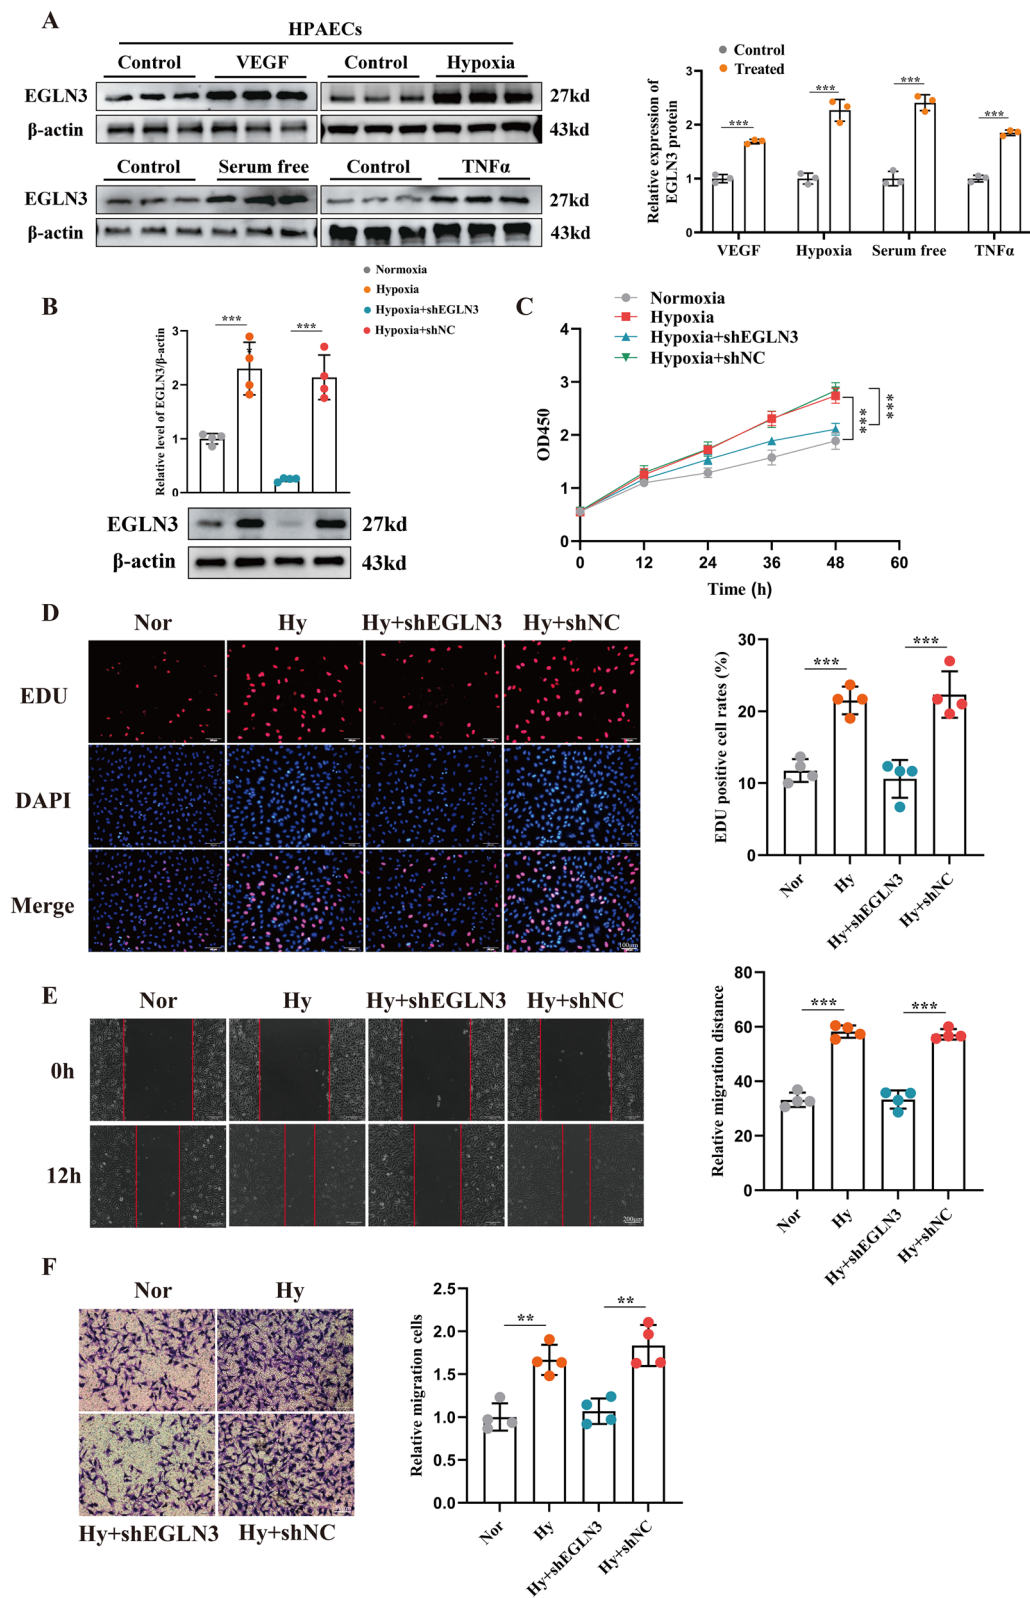 A
HPAECs
Control VEGF Control Hypoxia
EGLN3 27kd
β-actin 43kd
Control Serum free Control TNFα
EGLN3 27kd
β-actin 43kd
Control
Treated
Relative expression of
EGLN3 protein
3
2
1
0
*** *** *** ***
VEGF Hypoxia Serum free TNFα
B
Normoxia
Hypoxia
Hypoxia+shEGLN3
Hypoxia+shNC
Relative level of EGLN3/β-actin
3
2
1
0
*** ***
EGLN3 27kd
β-actin 43kd
C
Normoxia
Hypoxia
Hypoxia+shEGLN3
Hypoxia+shNC
OD450
4
3
2
1
0
*** ***
0 12 24 36 48 60
Time (h)
D
Nor Hy Hy+shEGLN3 Hy+shNC
EDU
DAPI
Merge
100μm
EDU positive cell rates (%)
30
20
10
0
*** ***
Nor Hy Hy+shEGLN3 Hy+shNC
E
Nor Hy Hy+shEGLN3 Hy+shNC
0h
12h
200μm
Relative migration distance
80
60
40
20
0
*** ***
Nor Hy Hy+shEGLN3 Hy+shNC
F
Nor Hy
Hy+shEGLN3 Hy+shNC
Relative migration cells
2.5
2.0
1.5
1.0
0.5
0.0
** **
Nor Hy Hy+shEGLN3 Hy+shNC